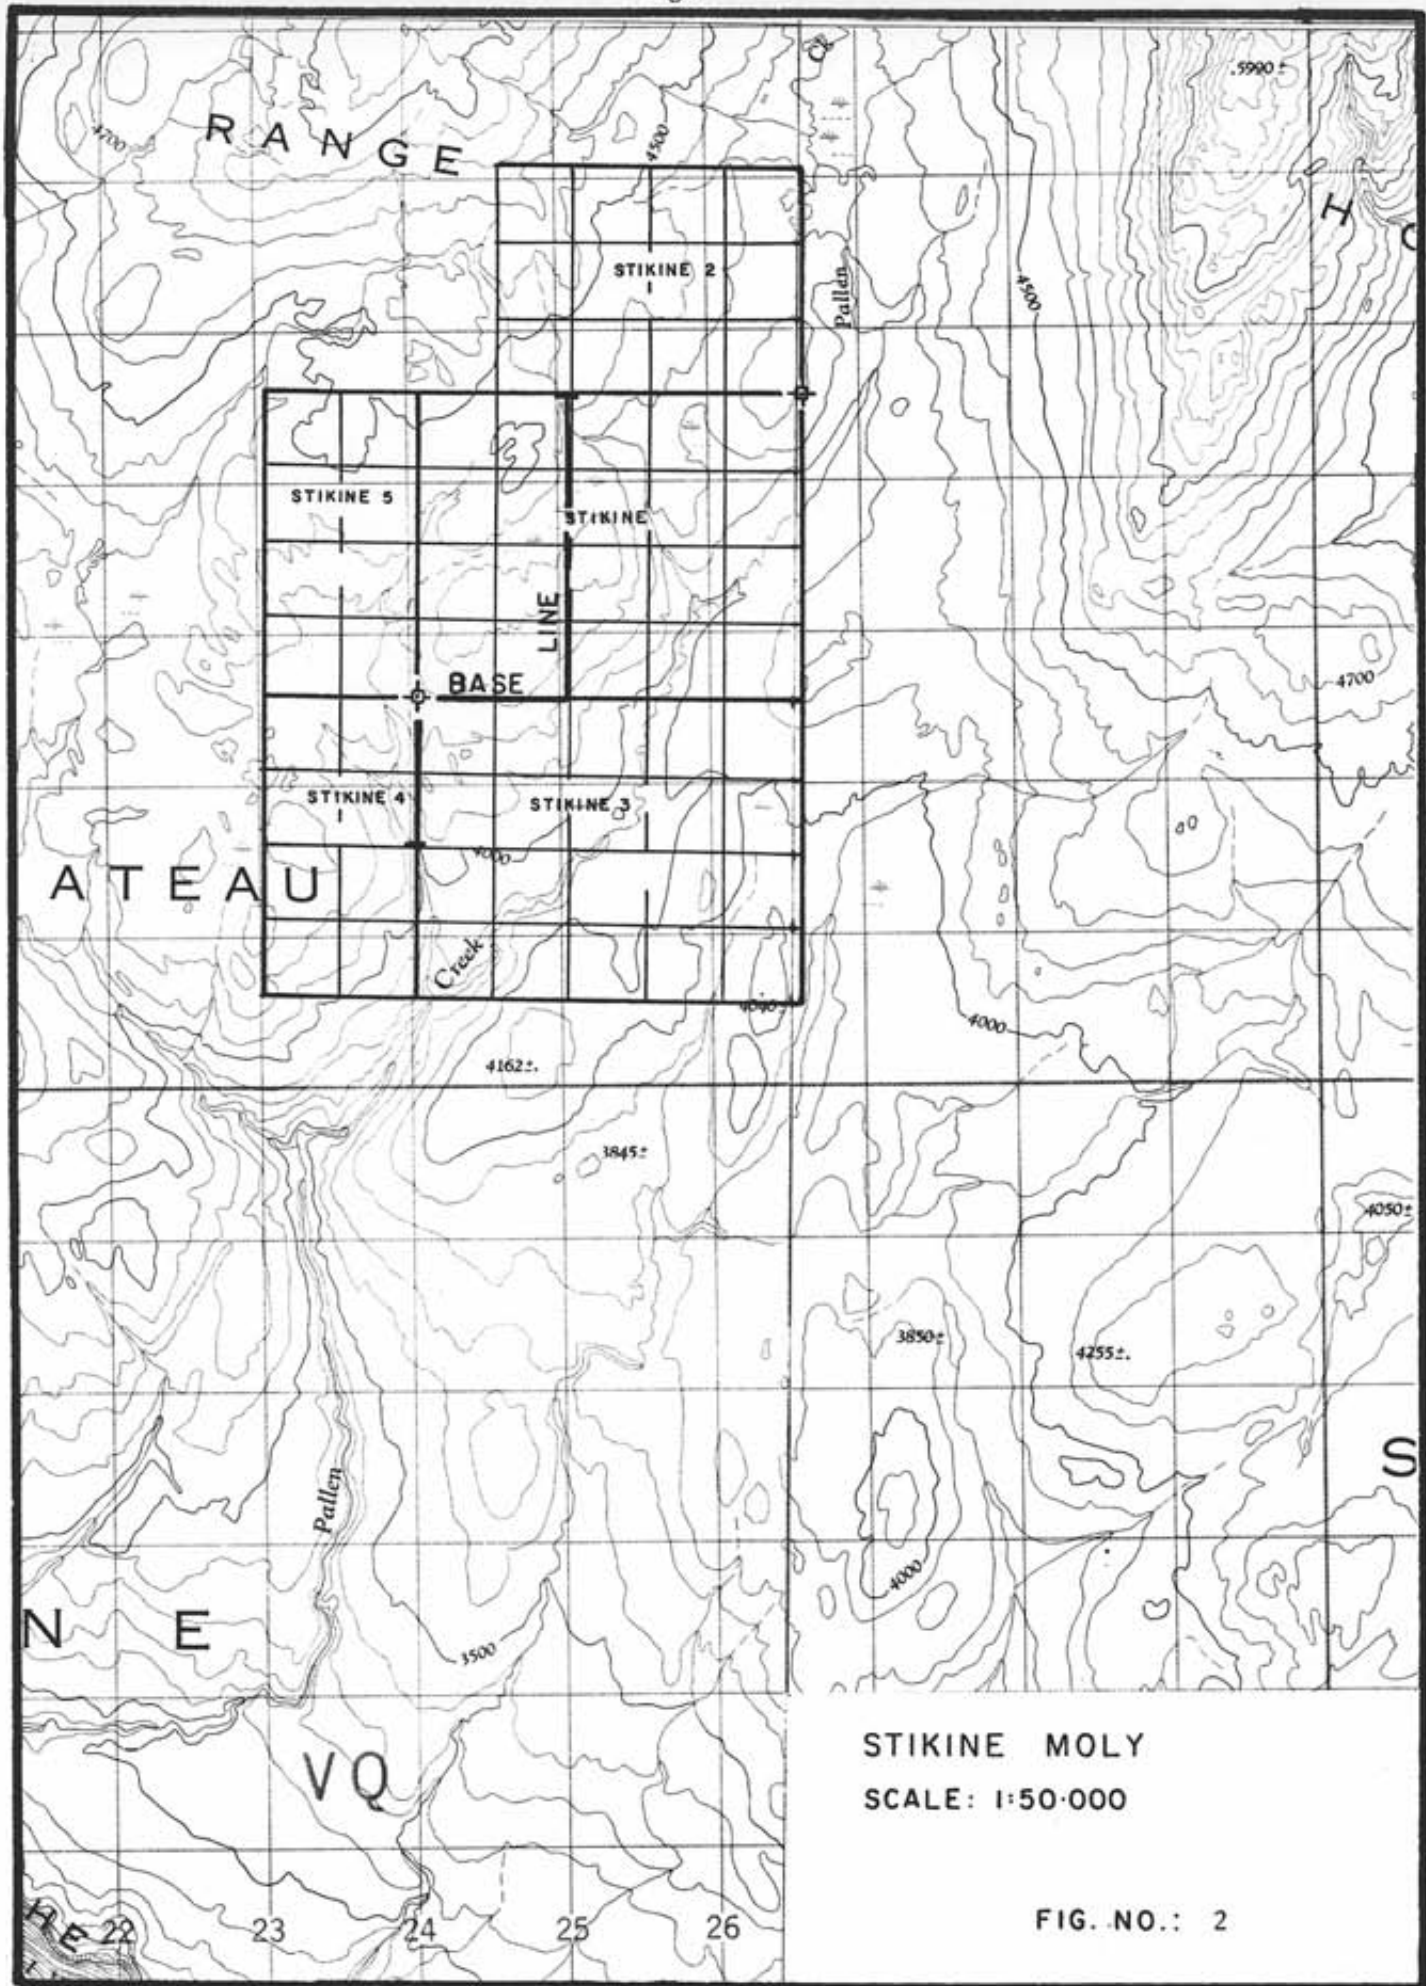 Ck
.5990±
4700
RANGE
4500
H O
STIKINE 2
Pallen
4500
STIKINE 5
STIKINE
LINE
BASE
4700
STIKINE 4
STIKINE 3
4000
ATEAU
Creek
4040±
4000
4162±.
3845±
4050±
3850±
4255±.
S
Pallen
4000
N E
3500
STIKINE MOLY
VQ
SCALE: 1:50·000
HE
22 23 24 25 26
FIG. NO.: 2